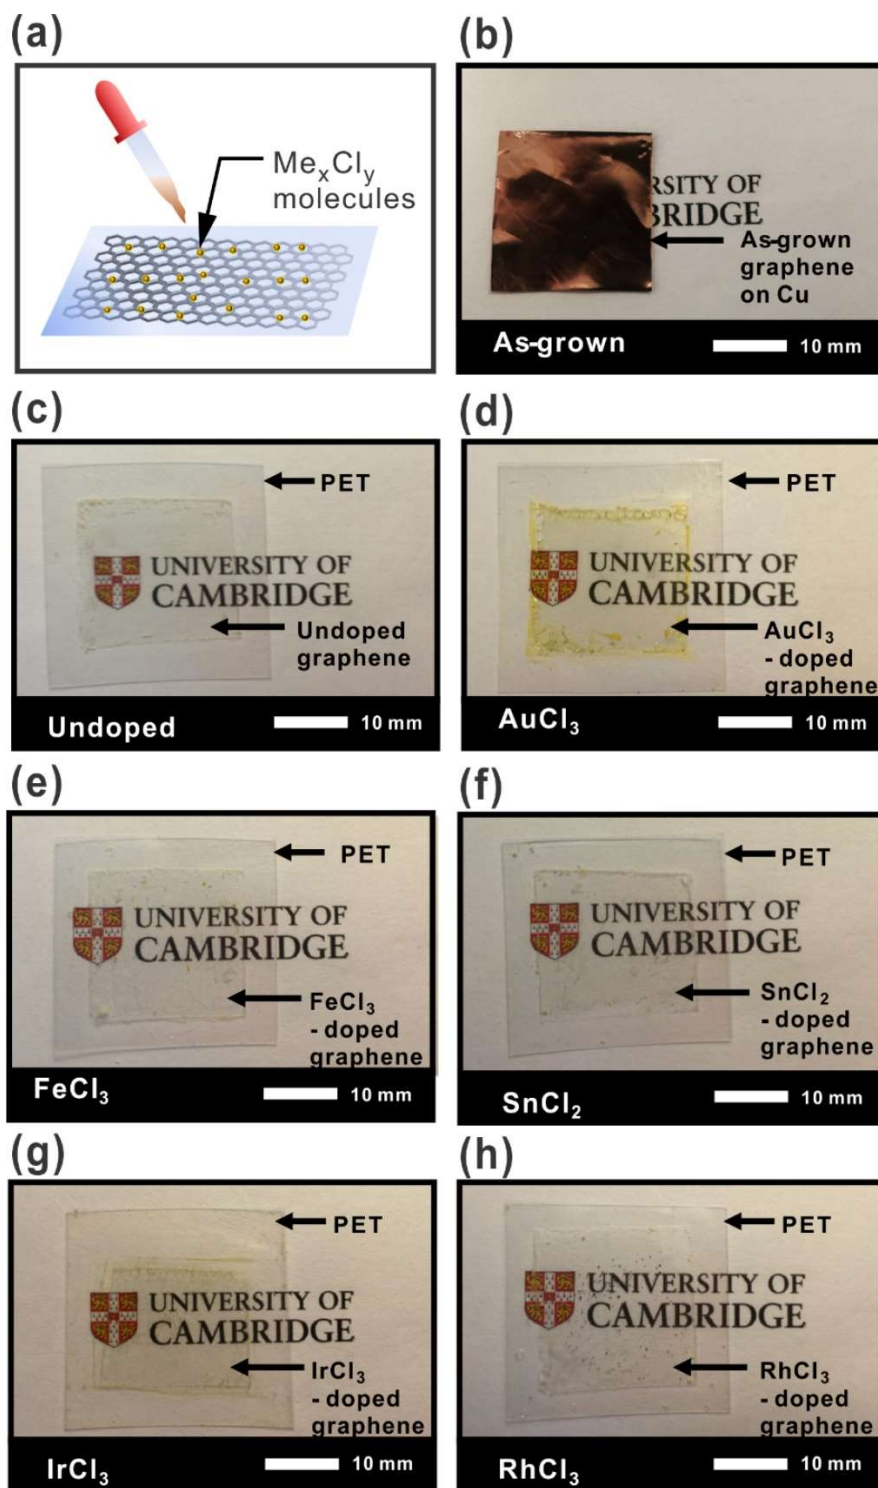 (a)
MeₓClᵧ
molecules
(b)
RSITY OF
BRIDGE
As-grown
graphene
on Cu
As-grown
10 mm
(c)
PET
UNIVERSITY OF
CAMBRIDGE
Undoped
graphene
Undoped
10 mm
(d)
PET
UNIVERSITY OF
CAMBRIDGE
AuCl₃
- doped
graphene
AuCl₃
10 mm
(e)
PET
UNIVERSITY OF
CAMBRIDGE
FeCl₃
- doped
graphene
FeCl₃
10 mm
(f)
PET
UNIVERSITY OF
CAMBRIDGE
SnCl₂
- doped
graphene
SnCl₂
10 mm
(g)
PET
UNIVERSITY OF
CAMBRIDGE
IrCl₃
- doped
graphene
IrCl₃
10 mm
(h)
PET
UNIVERSITY OF
CAMBRIDGE
RhCl₃
- doped
graphene
RhCl₃
10 mm